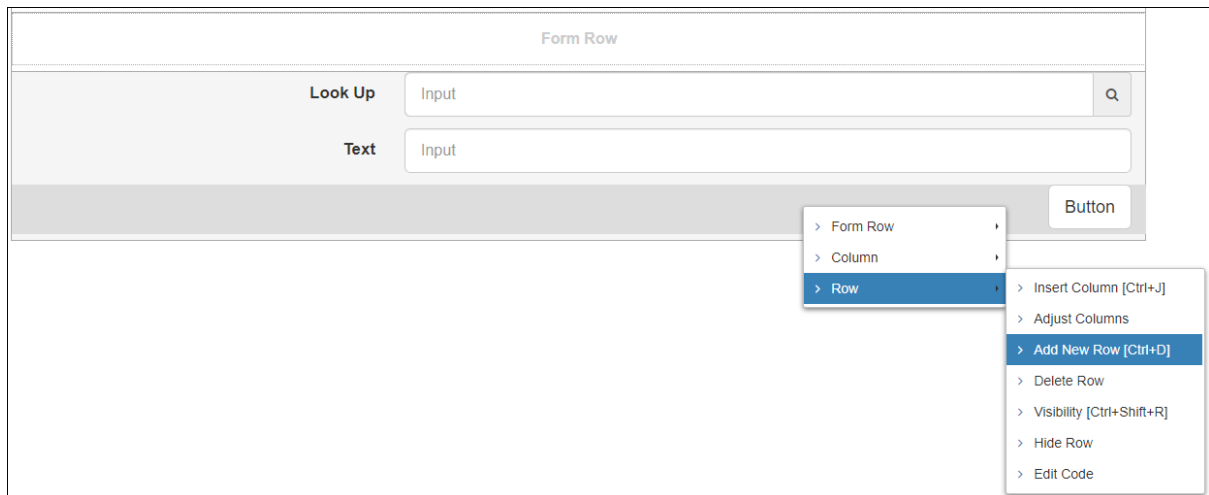 Form Row
Look Up Input
Text Input
Button
Form Row
Column
Row
Insert Column [Ctrl+J]
Adjust Columns
Add New Row [Ctrl+D]
Delete Row
Visibility [Ctrl+Shift+R]
Hide Row
Edit Code